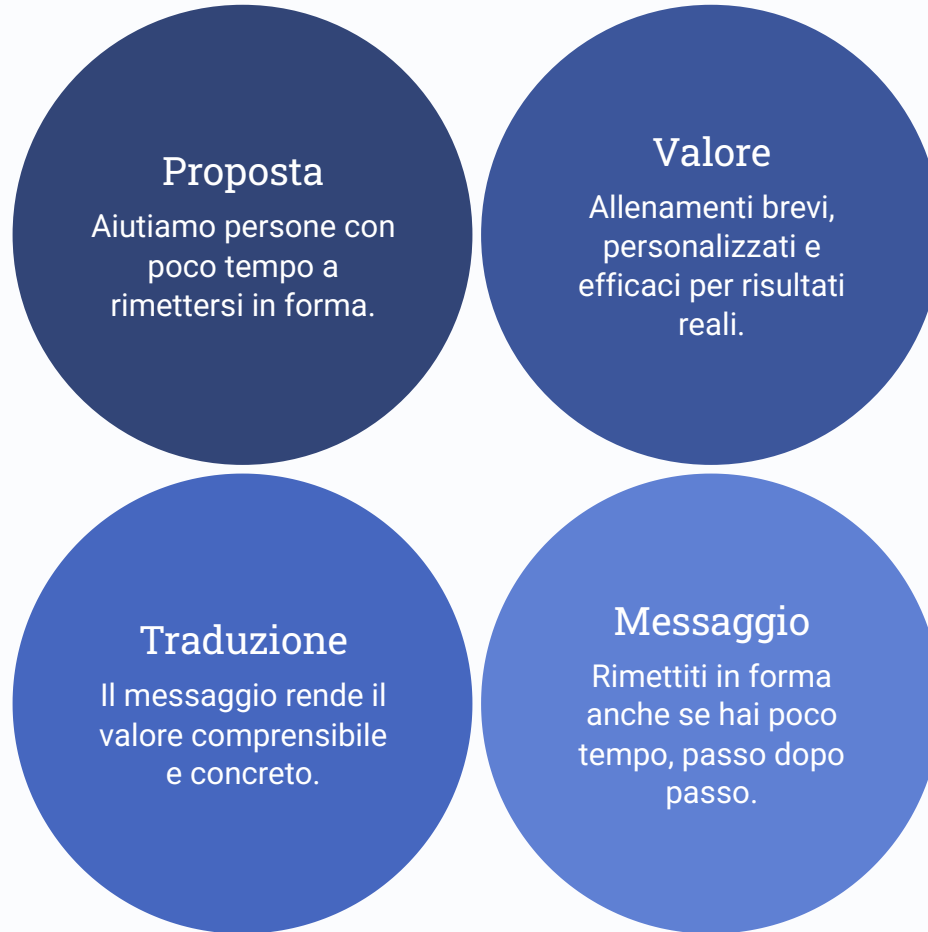 Proposta
Aiutiamo persone con
poco tempo a
rimettersi in forma.
Valore
Allenamenti brevi,
personalizzati e
efficaci per risultati
reali.
Traduzione
Il messaggio rende il
valore comprensibile
e concreto.
Messaggio
Rimettiti in forma
anche se hai poco
tempo, passo dopo
passo.